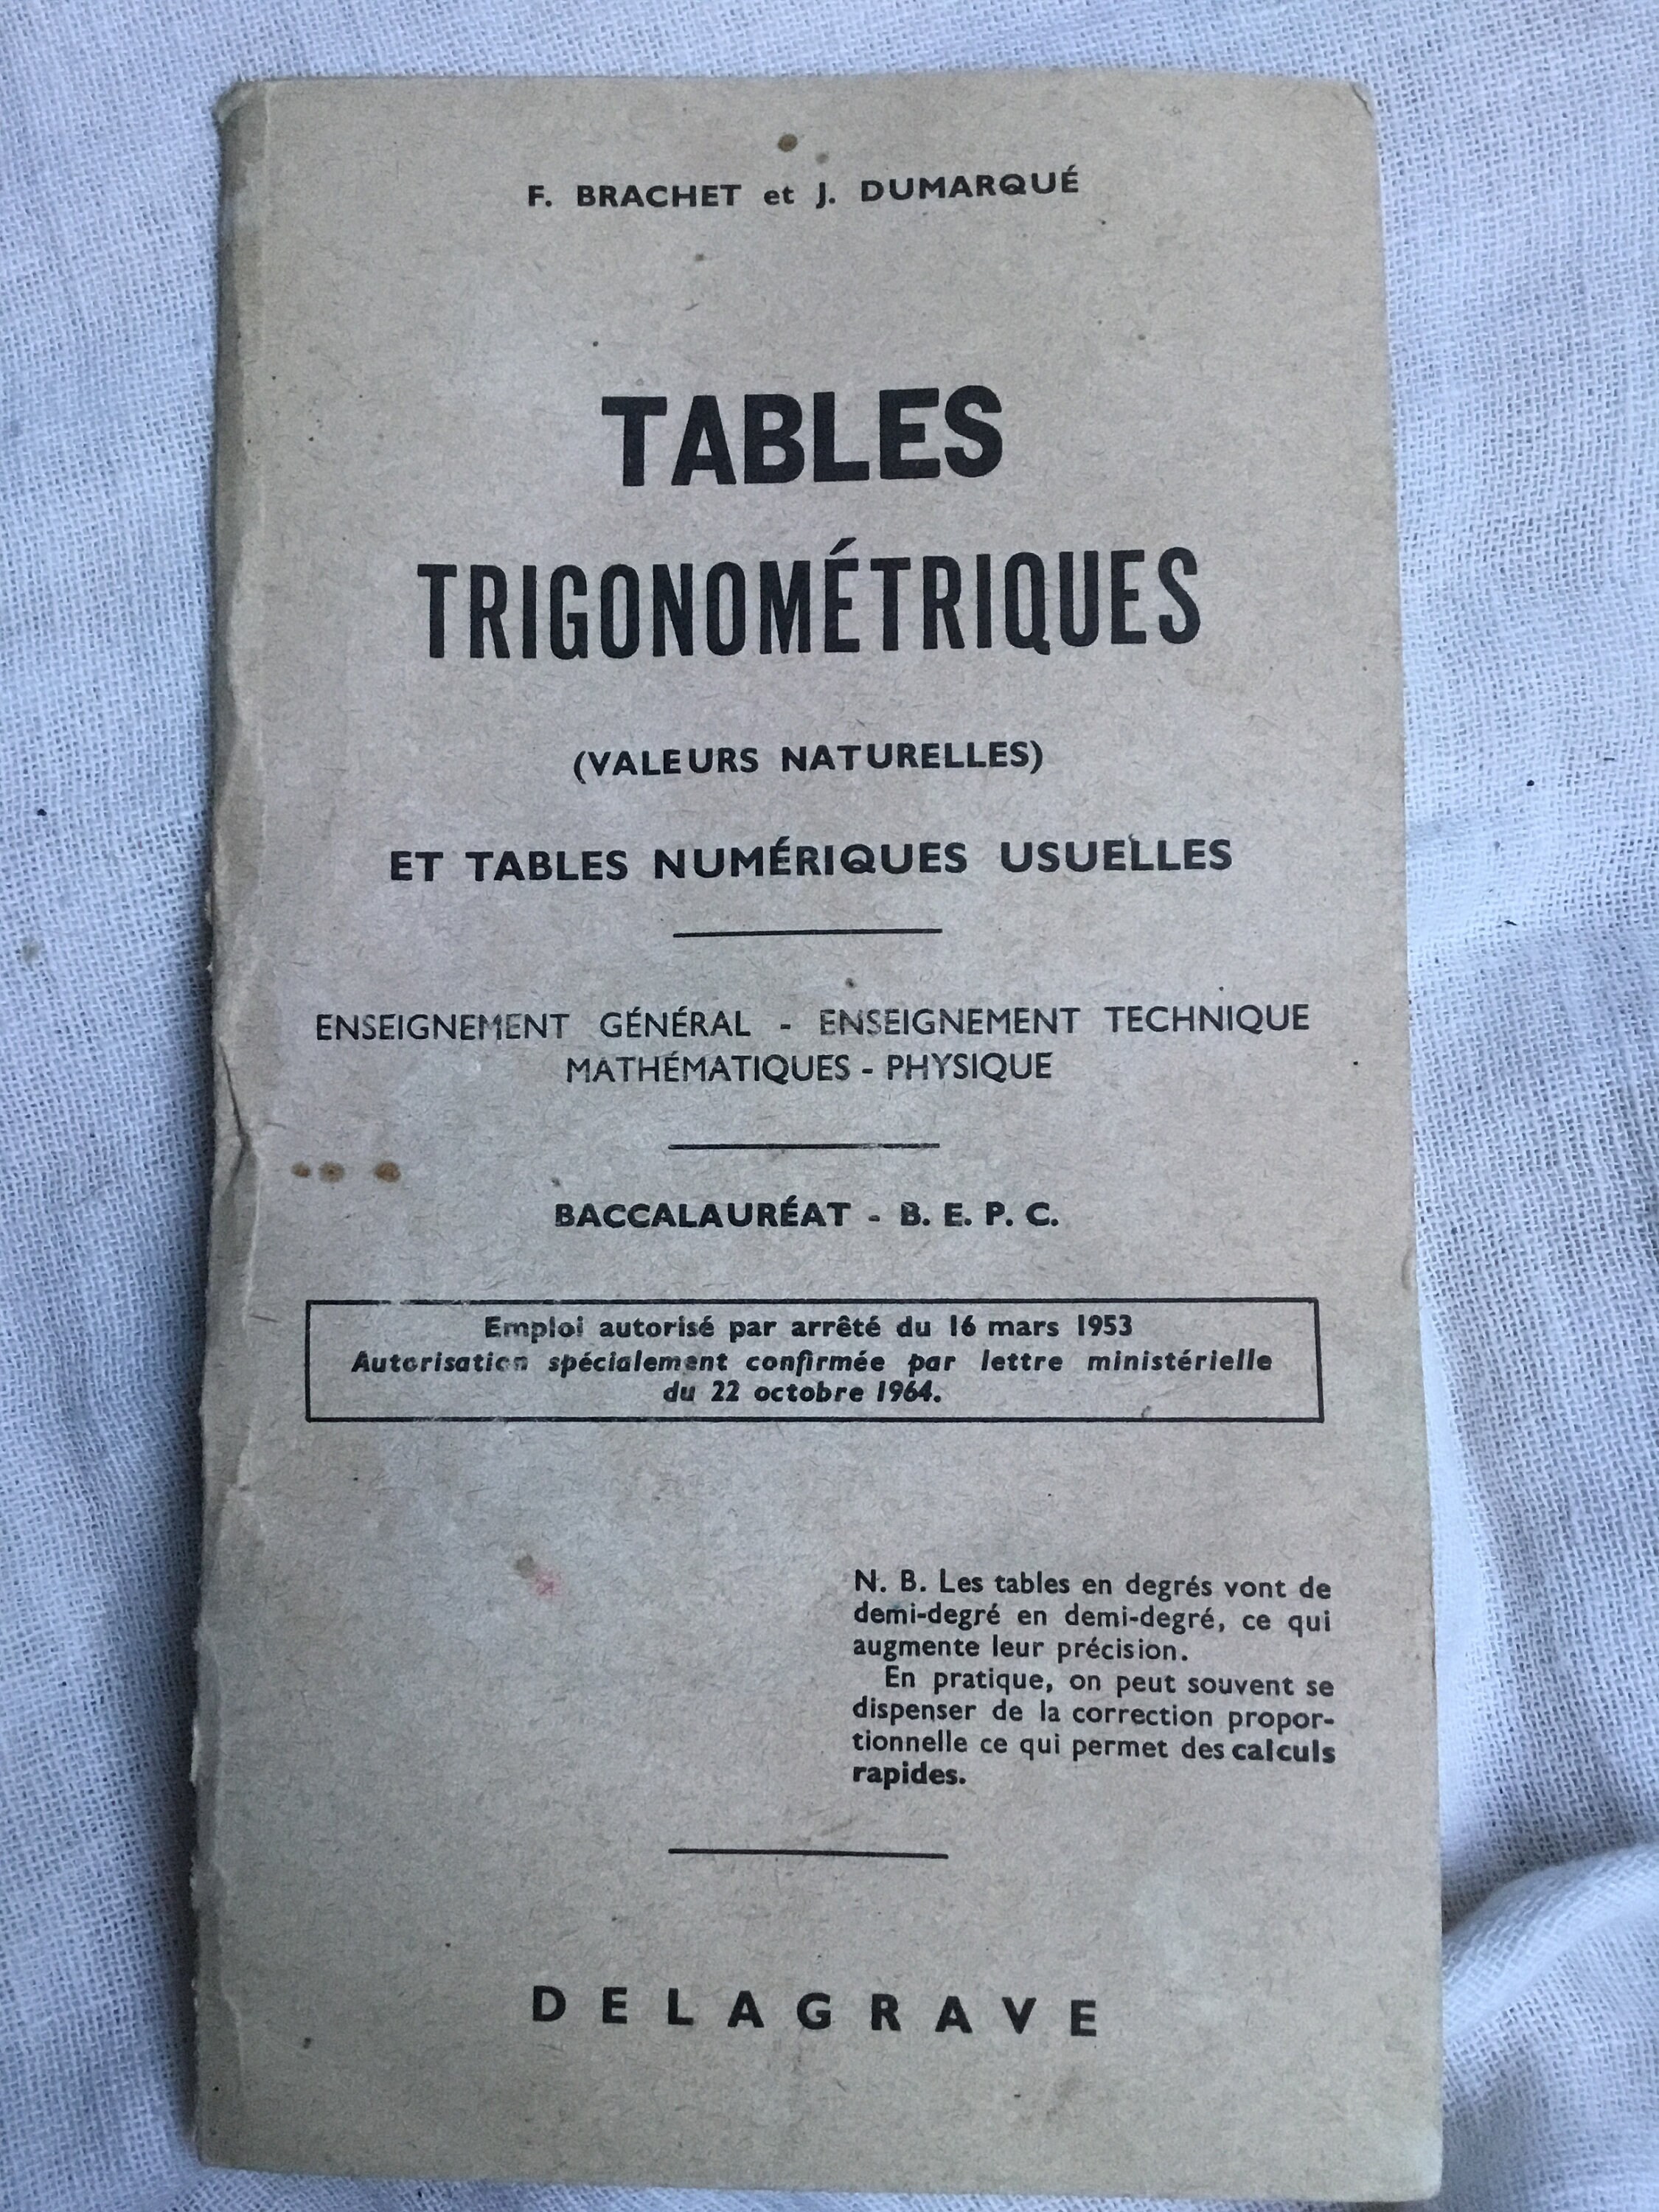 F. BRACHET et J. DUMARQUÉ
TABLES
TRIGONOMÉTRIQUES
(VALEURS NATURELLES)
ET TABLES NUMÉRIQUES USUELLES
ENSEIGNEMENT GÉNÉRAL - ENSEIGNEMENT TECHNIQUE
MATHÉMATIQUES - PHYSIQUE
BACCALAURÉAT - B. E. P. C.
Emploi autorisé par arrêté du 16 mars 1953
Autorisation spécialement confirmée par lettre ministérielle
du 22 octobre 1964.
N. B. Les tables en degrés vont de
demi-degré en demi-degré, ce qui
augmente leur précision.
En pratique, on peut souvent se
dispenser de la correction propor-
tionnelle ce qui permet des calculs
rapides.
DELAGRAVE